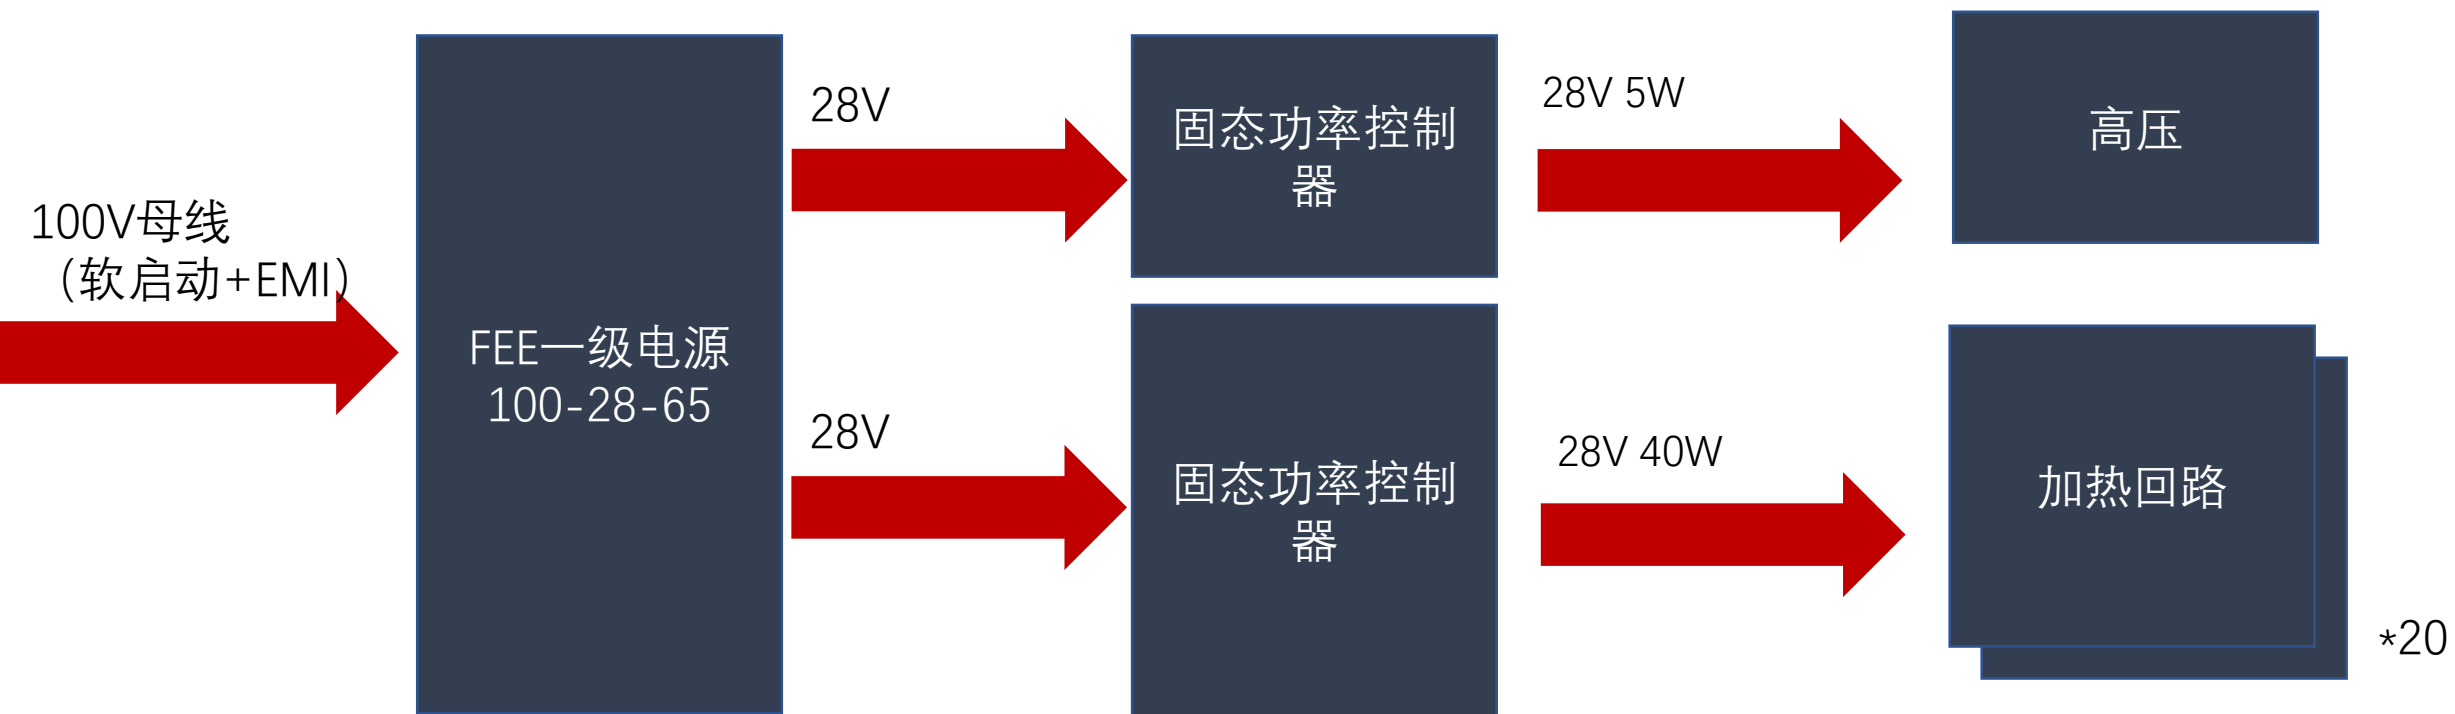 100V母线
（软启动+EMI）
FEE一级电源
100-28-65
28V
28V
固态功率控制
器
固态功率控制
器
28V 5W
28V 40W
高压
加热回路
*20